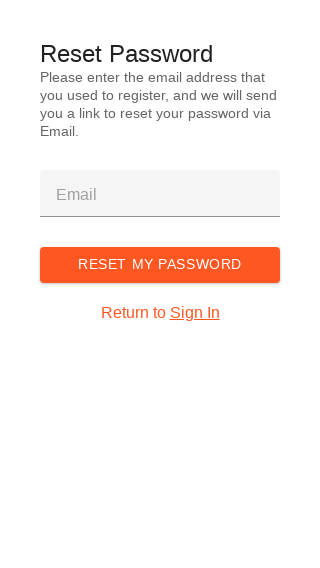 Reset Password
Please enter the email address that
you used to register, and we will send
you a link to reset your password via
Email.
Email
RESET MY PASSWORD
Return to Sign In